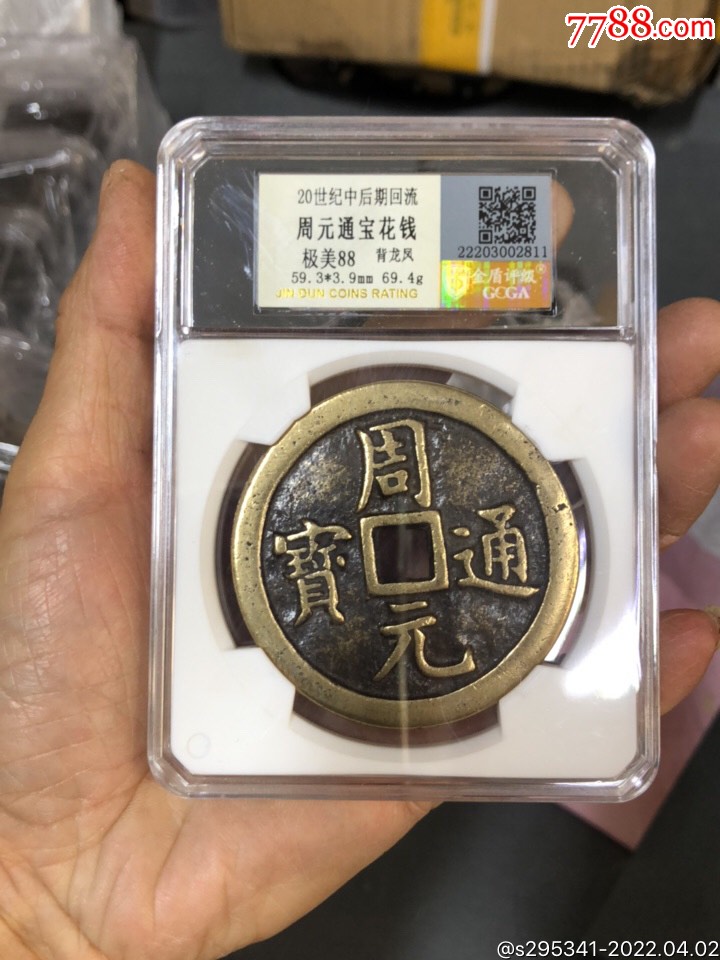 7788.com
20世纪中后期回流
周元通宝花钱
极美88 背龙凤
59.3*3.9mm 69.4g
JIN DUN COINS RATING
22203002811
金盾评级
GCGA
周元通寳
@s295341-2022.04.02